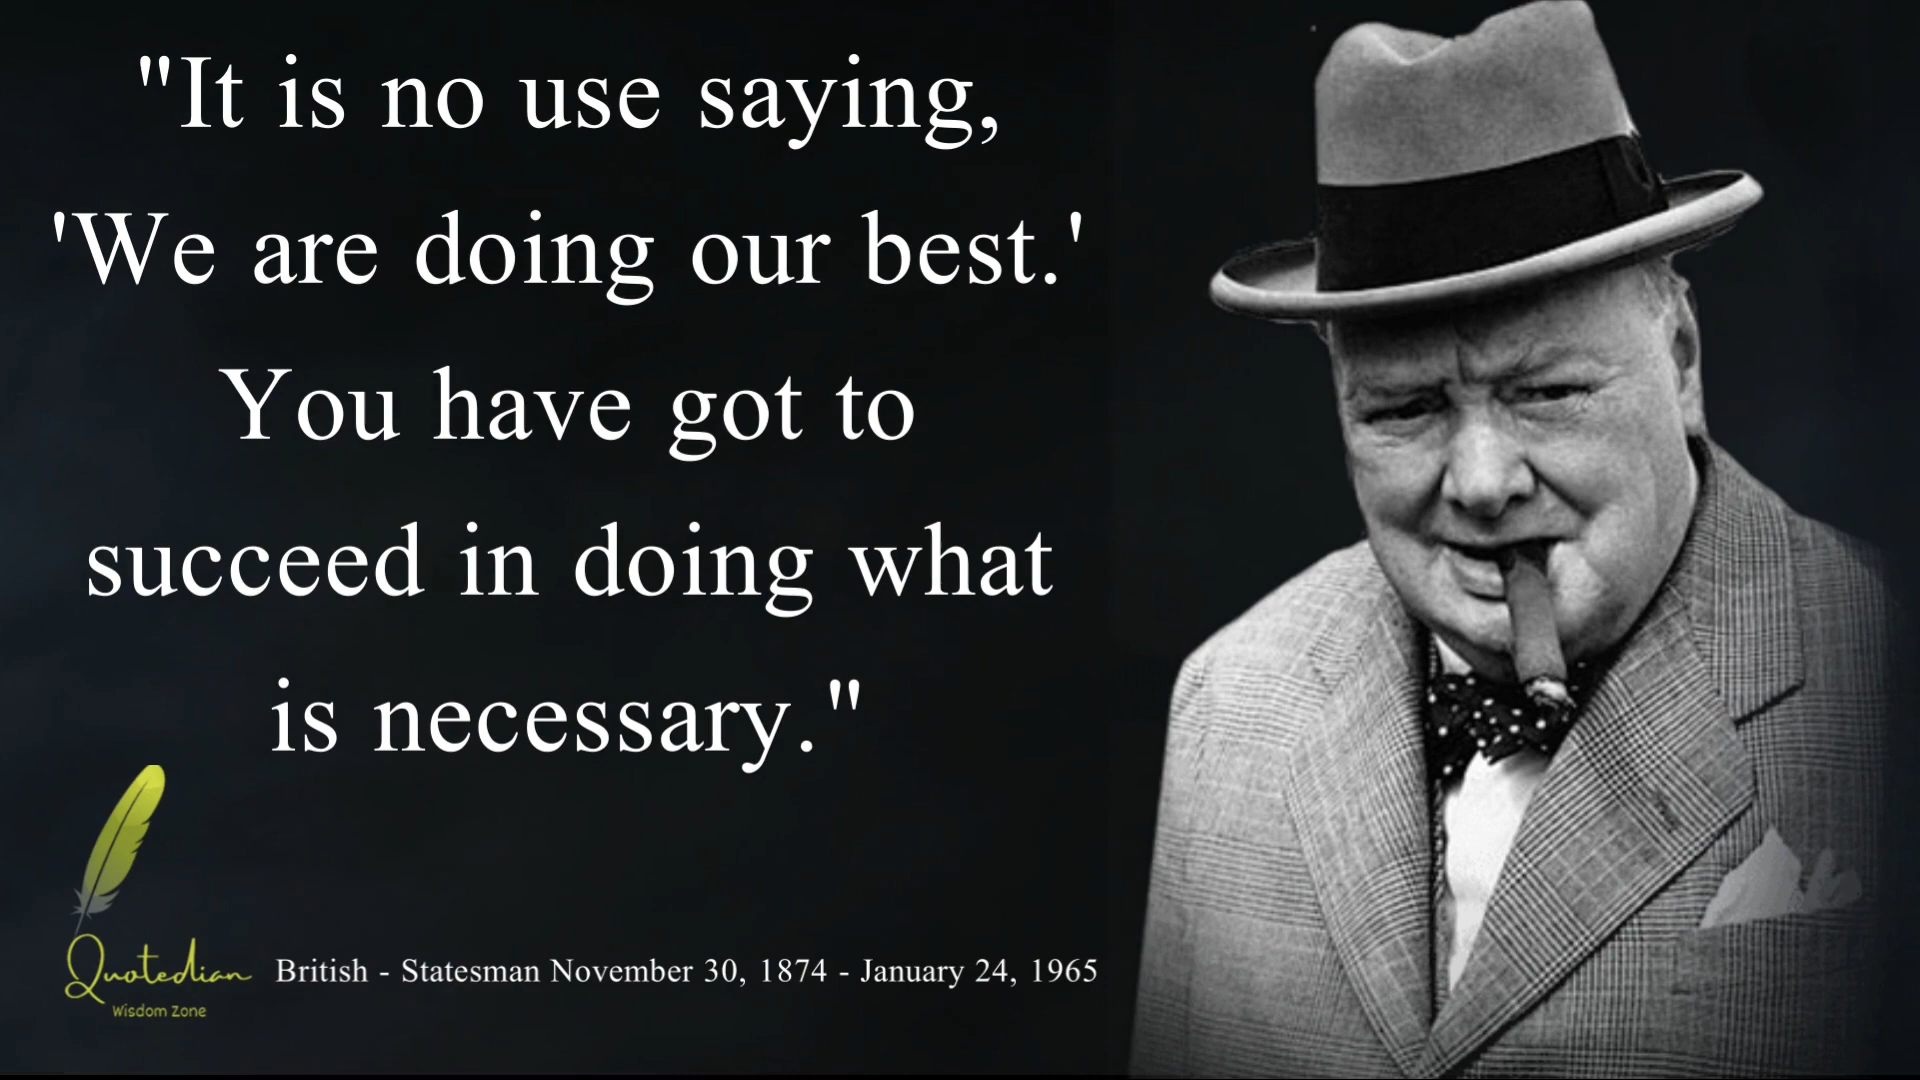 "It is no use saying,
'We are doing our best.'
You have got to
succeed in doing what
is necessary."
Quotedian
Wisdom Zone
British - Statesman November 30, 1874 - January 24, 1965